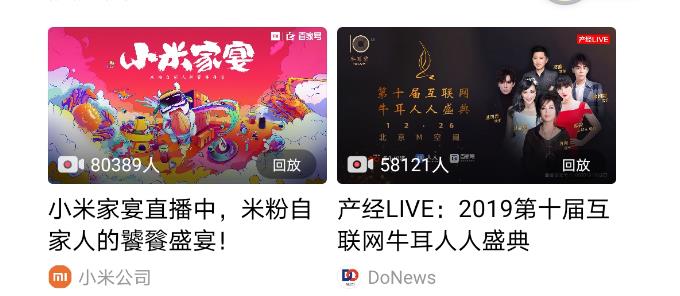 百家号
小米家宴
80389人
回放
小米家宴直播中，米粉自
家人的饕餮盛宴！
小米公司
产经LIVE
第十届互联网
牛耳人人盛典
12·26
北京M空间
58121人
回放
产经LIVE：2019第十届互
联网牛耳人人盛典
DoNews